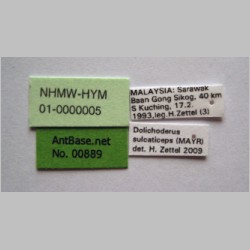 NHMW-HYM
01-0000005
MALAYSIA: Sarawak
Basn Gong Sikog, 40 km
S Kuching, 17.2.
1993,leg.H.Zettel (3)
AntBase.net
No. 00889
Dolichoderus
sulcaticeps (MAYR)
det. H. Zettel 2009